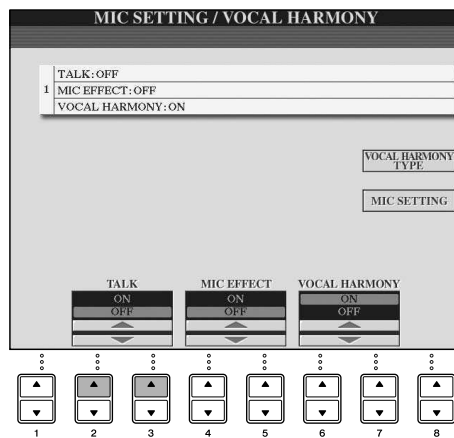 MIC SETTING / VOCAL HARMONY
TALK:OFF
1 MIC EFFECT:OFF
VOCAL HARMONY:ON
VOCAL HARMONY
TYPE
MIC SETTING
TALK MIC EFFECT VOCAL HARMONY
ON ON ON
OFF OFF OFF
1 2 3 4 5 6 7 8